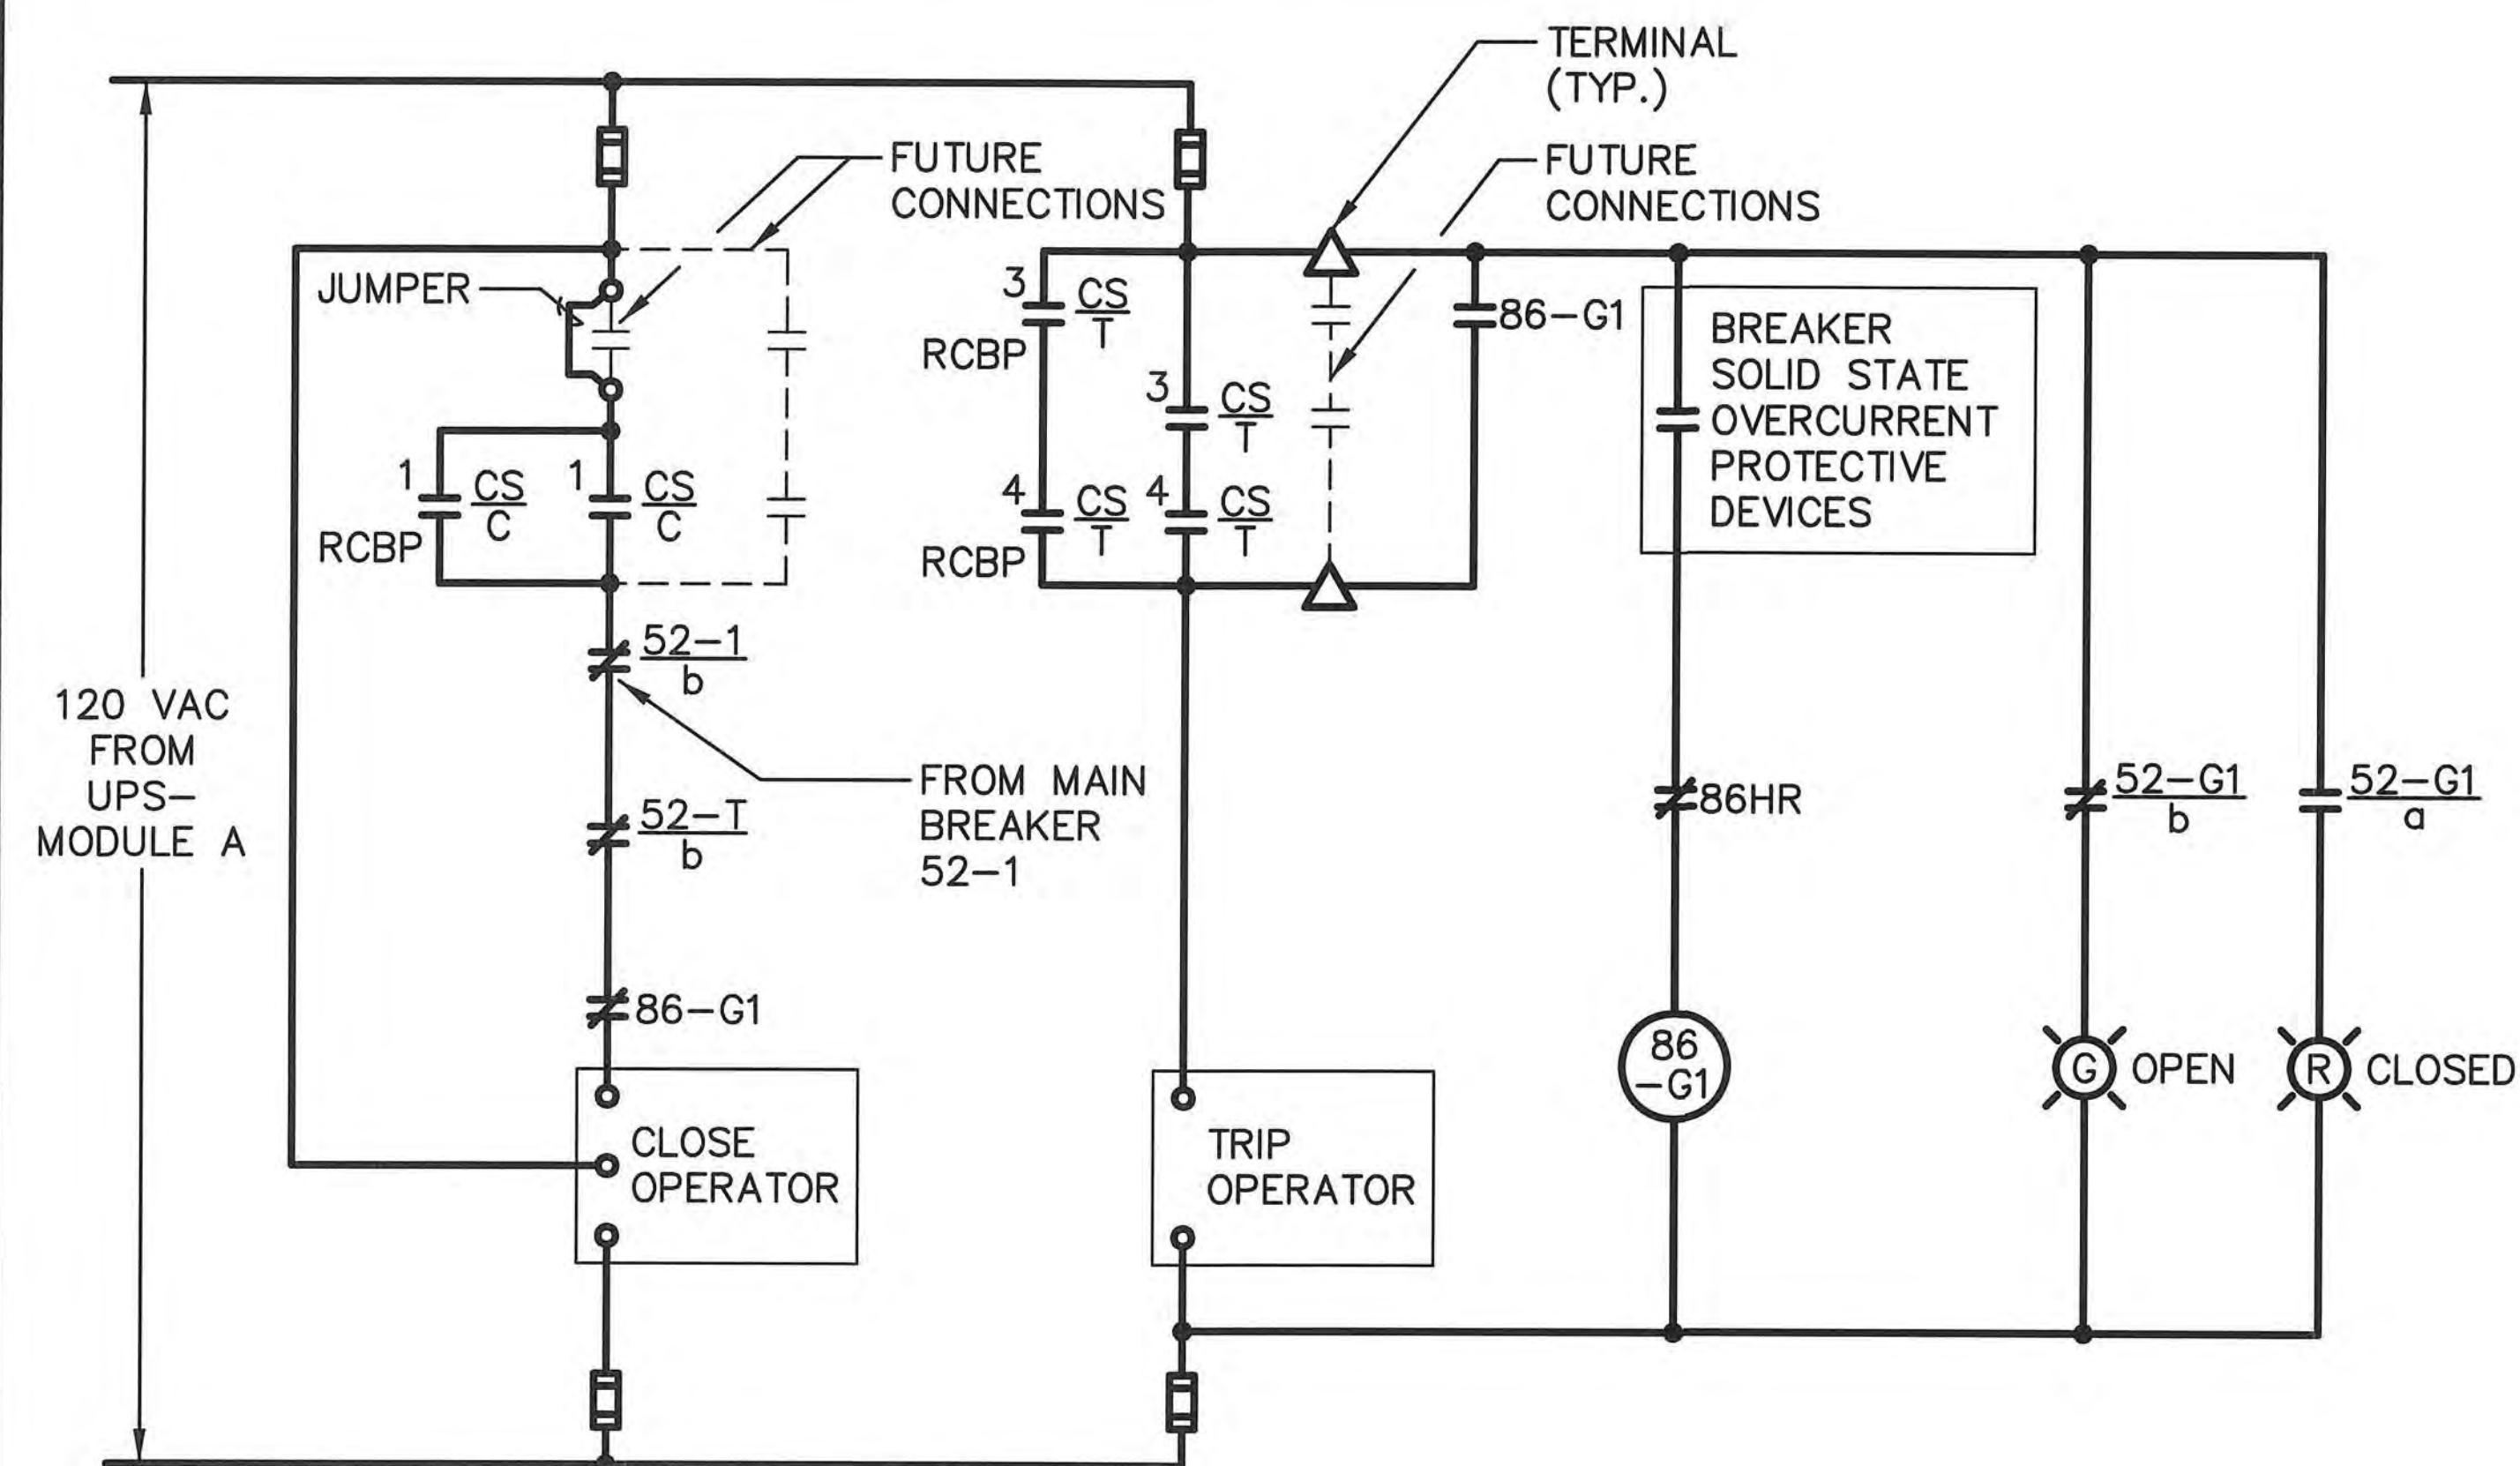 TERMINAL
(TYP.)
FUTURE
CONNECTIONS
FUTURE
CONNECTIONS
JUMPER
3
CS
T
RCBP
86-G1
BREAKER
SOLID STATE
OVERCURRENT
PROTECTIVE
DEVICES
3
CS
T
1
CS
C
RCBP
1
CS
C
4
CS
T
RCBP
4
CS
T
52-1
b
120 VAC
FROM
UPS-
MODULE A
FROM MAIN
BREAKER
52-1
52-T
b
86HR
52-G1
b
52-G1
a
86-G1
86
-G1
G
OPEN
R
CLOSED
CLOSE
OPERATOR
TRIP
OPERATOR